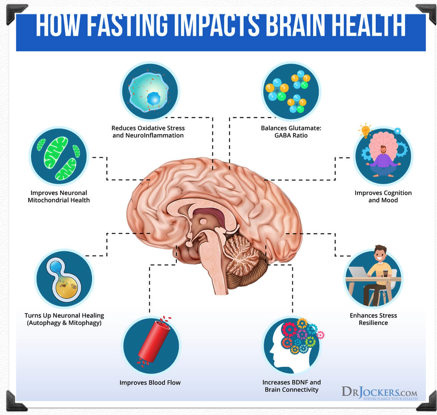 HOW FASTING IMPACTS BRAIN HEALTH
Reduces Oxidative Stress
and NeuroInflammation
Balances Glutamate:
GABA Ratio
Improves Neuronal
Mitochondrial Health
Improves Cognition
and Mood
Turns Up Neuronal Healing
(Autophagy & Mitophagy)
Enhances Stress
Resilience
Improves Blood Flow
Increases BDNF and
Brain Connectivity
DRJOCKERS.COM